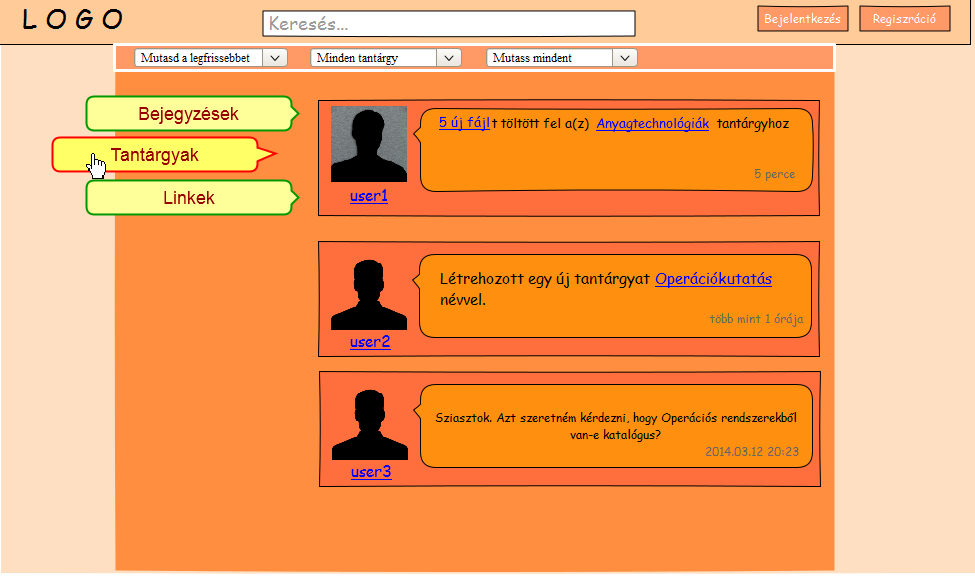 LOGO
Keresés...
Bejelentkezés
Regiszráció
Mutasd a legfrissebbet
Minden tantárgy
Mutass mindent
Bejegyzések
Tantárgyak
Linkek
5 új fájlt töltött fel a(z) Anyagtechnológiák tantárgyhoz
5 perce
user1
Létrehozott egy új tantárgyat Operációkutatás
névvel.
több mint 1 órája
user2
Sziasztok. Azt szeretném kérdezni, hogy Operációs rendszerekből
van-e katalógus?
2014.03.12 20:23
user3